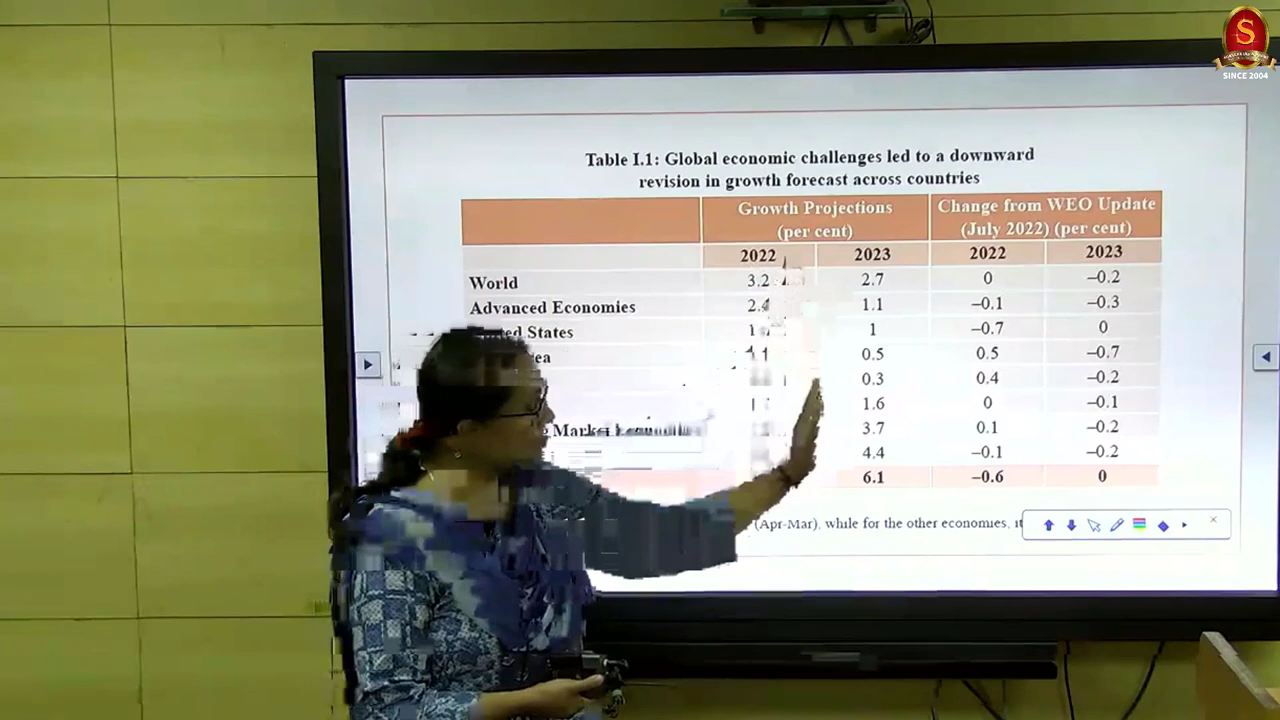 S
SINCE 2004
Table I.1: Global economic challenges led to a downward
revision in growth forecast across countries
Growth Projections
(per cent)
Change from WEO Update
(July 2022) (per cent)
2022 2023 2022 2023
World 3.2 2.7 0 −0.2
Advanced Economies 2.4 1.1 −0.1 −0.3
States 1 −0.7 0
0.5 0.5 −0.7
0.3 0.4 −0.2
1.6 0 −0.1
Market 3.7 0.1 −0.2
4.4 −0.1 −0.2
6.1 −0.6 0
(Apr-Mar), while for the other economies,